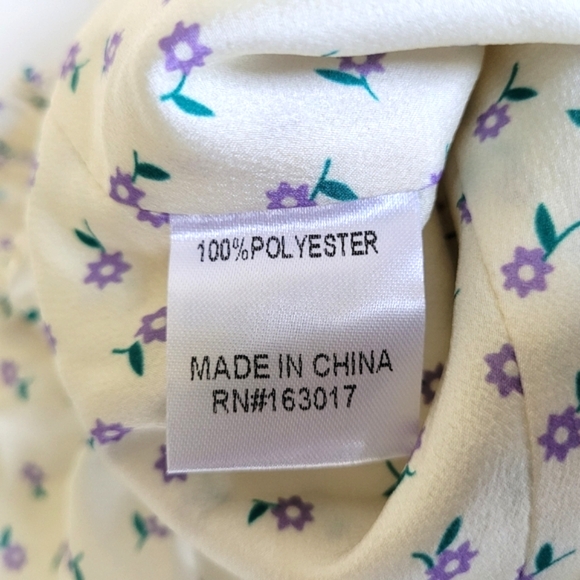 100%POLYESTER
MADE IN CHINA
RN#163017